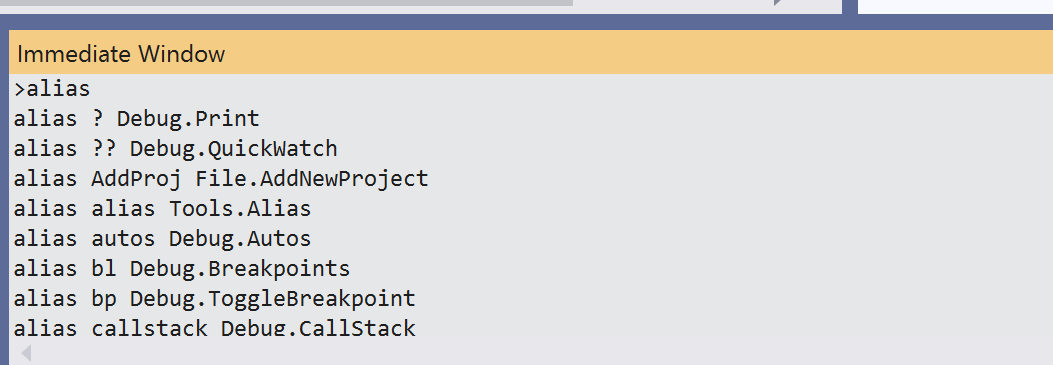 Immediate Window
>alias
alias ? Debug.Print
alias ?? Debug.QuickWatch
alias AddProj File.AddNewProject
alias alias Tools.Alias
alias autos Debug.Autos
alias bl Debug.Breakpoints
alias bp Debug.ToggleBreakpoint
alias callstack Debug.CallStack